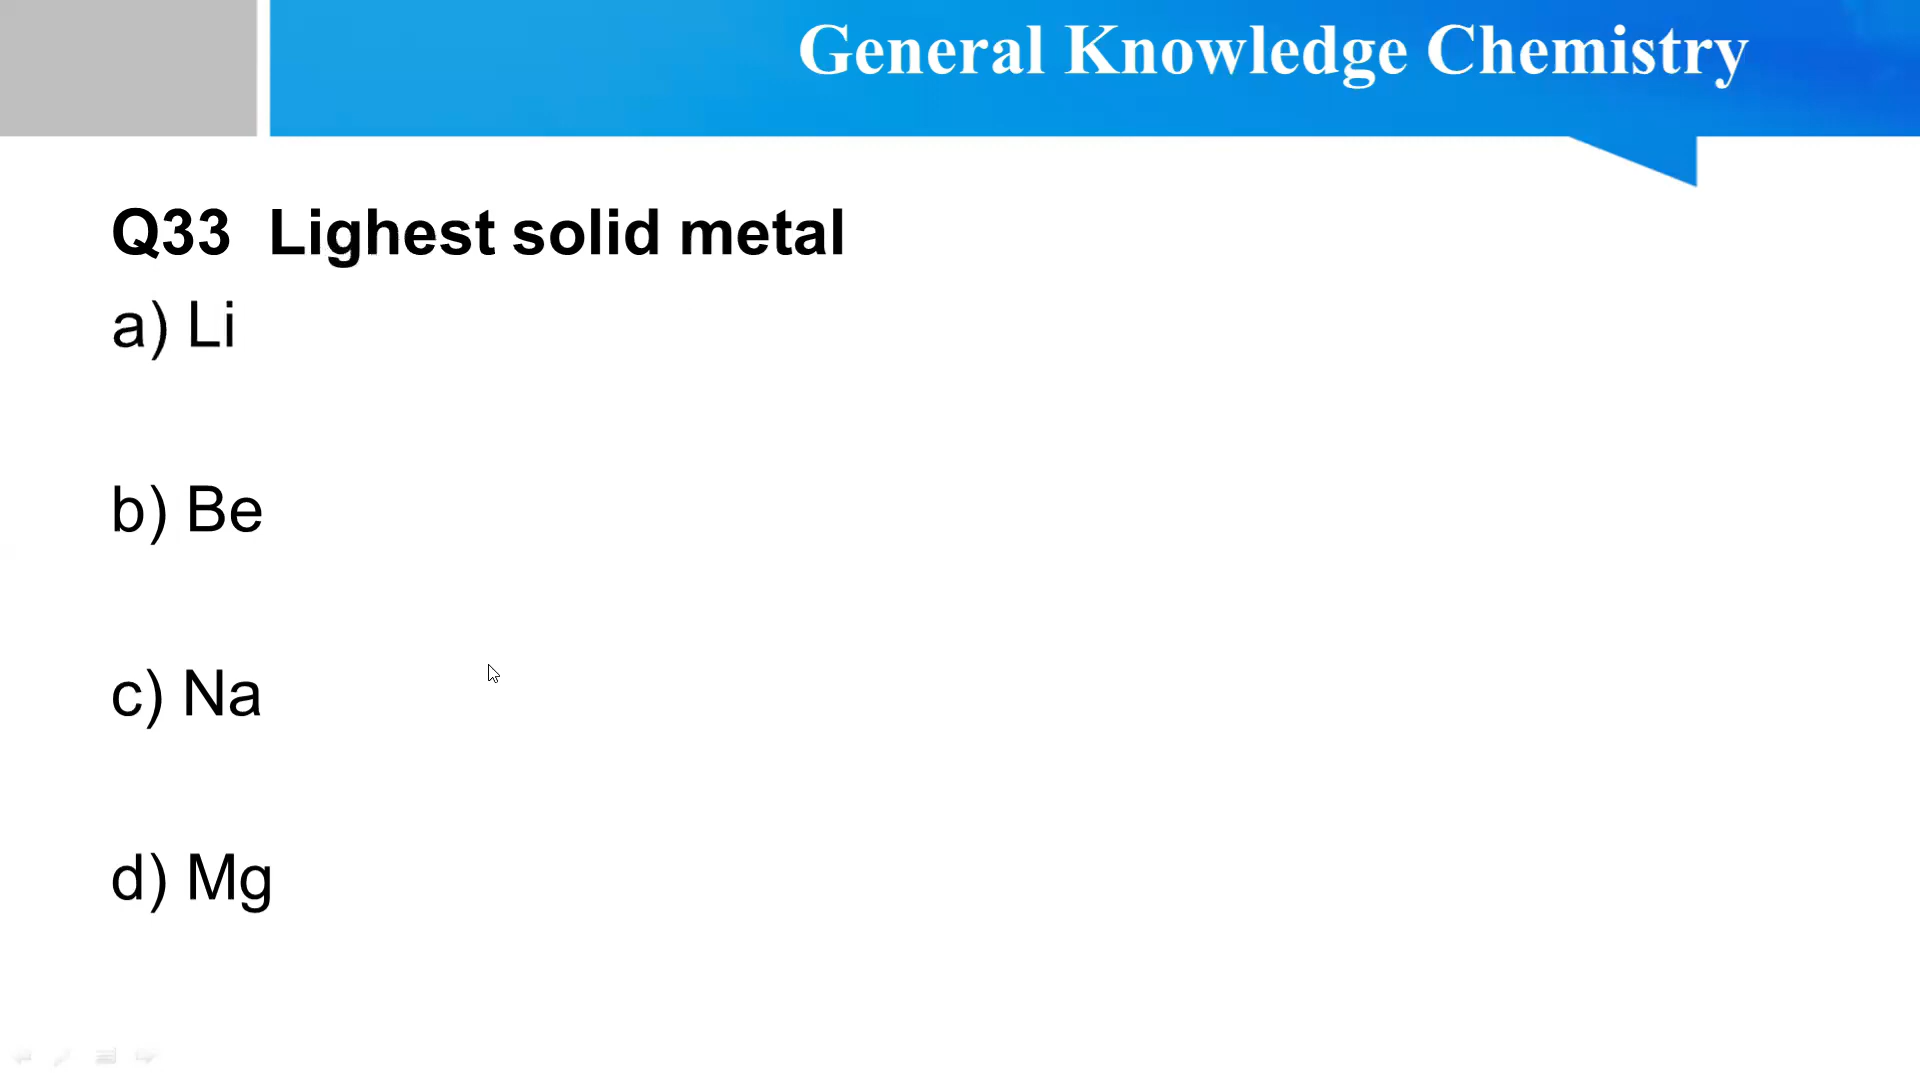 General Knowledge Chemistry
Q33 Lighest solid metal
a) Li
b) Be
c) Na
d) Mg